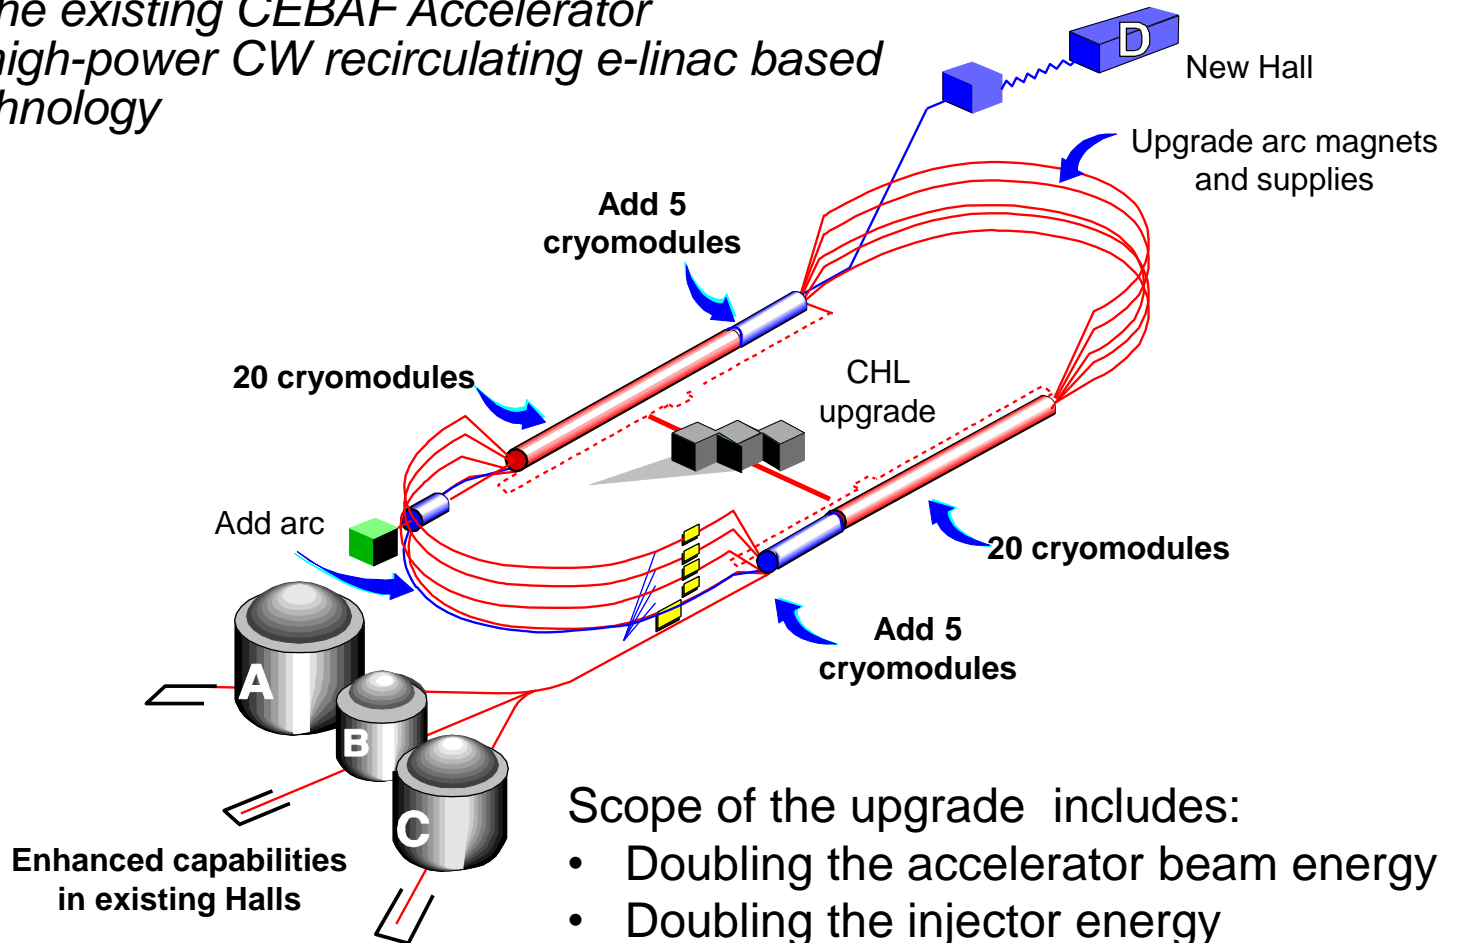 he existing CEBAF Accelerator
high-power CW recirculating e-linac based
hnology
D
New Hall
Upgrade arc magnets
and supplies
Add 5
cryomodules
20 cryomodules
CHL
upgrade
Add arc
20 cryomodules
Add 5
cryomodules
A
B
C
Enhanced capabilities
in existing Halls
Scope of the upgrade includes:
• Doubling the accelerator beam energy
• Doubling the injector energy